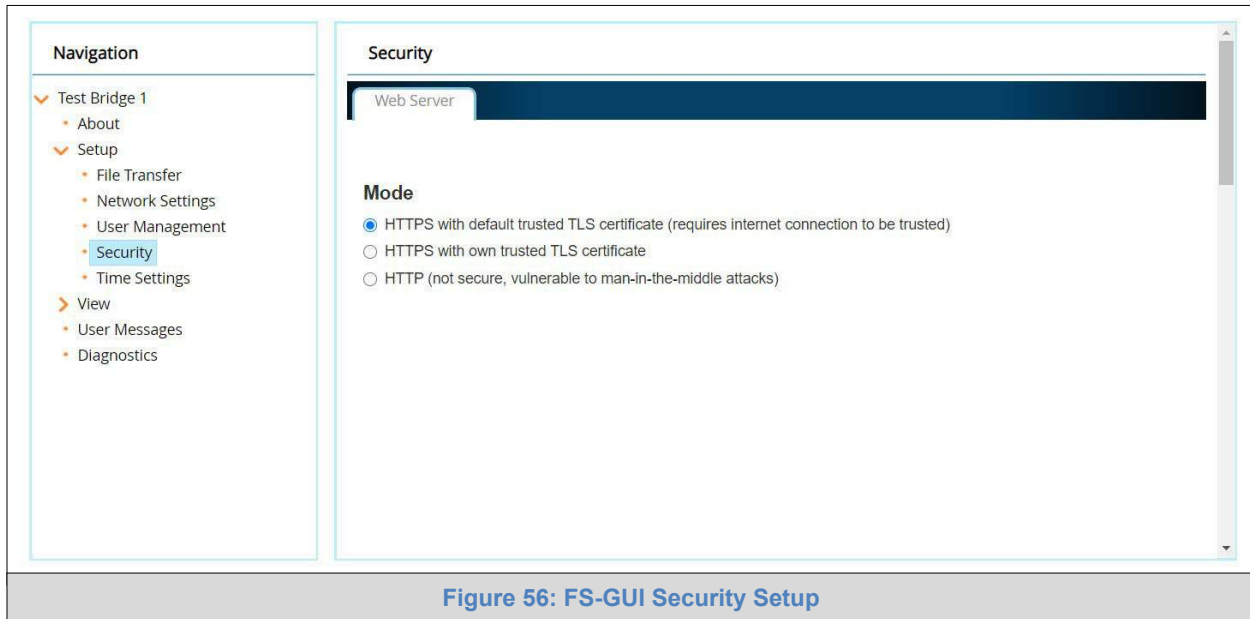 Navigation
Test Bridge 1
About
Setup
File Transfer
Network Settings
User Management
Security
Time Settings
View
User Messages
Diagnostics
Security
Web Server
Mode
HTTPS with default trusted TLS certificate (requires internet connection to be trusted)
HTTPS with own trusted TLS certificate
HTTP (not secure, vulnerable to man-in-the-middle attacks)
Figure 56: FS-GUI Security Setup